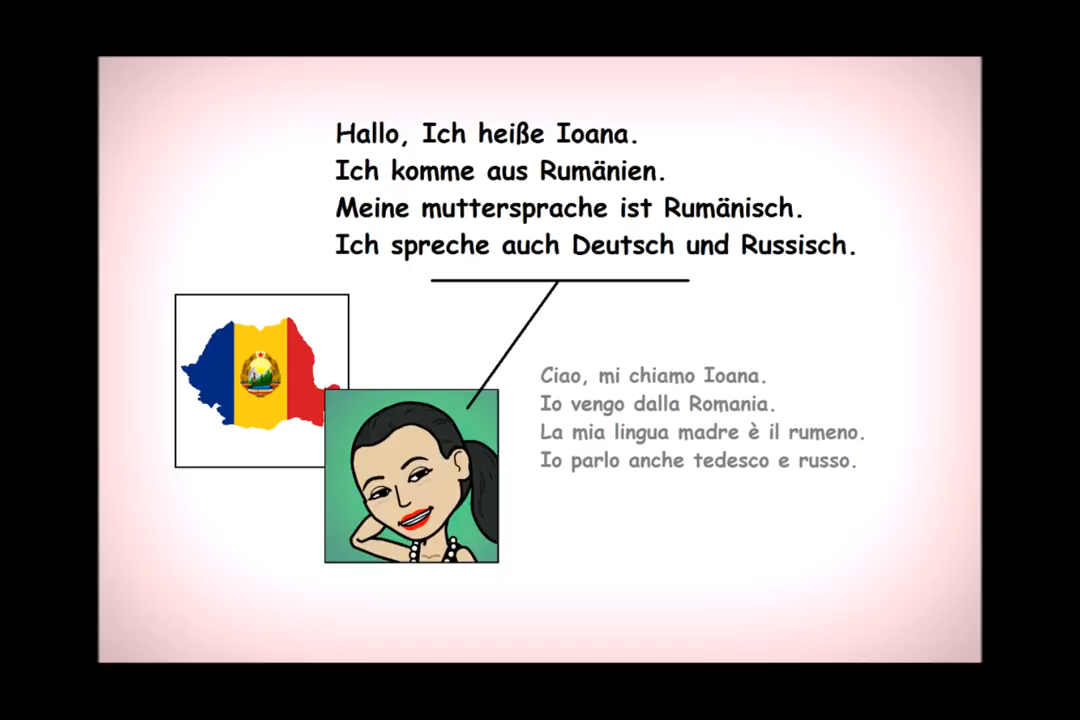 Hallo, Ich heiße Ioana.
Ich komme aus Rumänien.
Meine muttersprache ist Rumänisch.
Ich spreche auch Deutsch und Russisch.
Ciao, mi chiamo Ioana.
Io vengo dalla Romania.
La mia lingua madre è il rumeno.
Io parlo anche tedesco e russo.